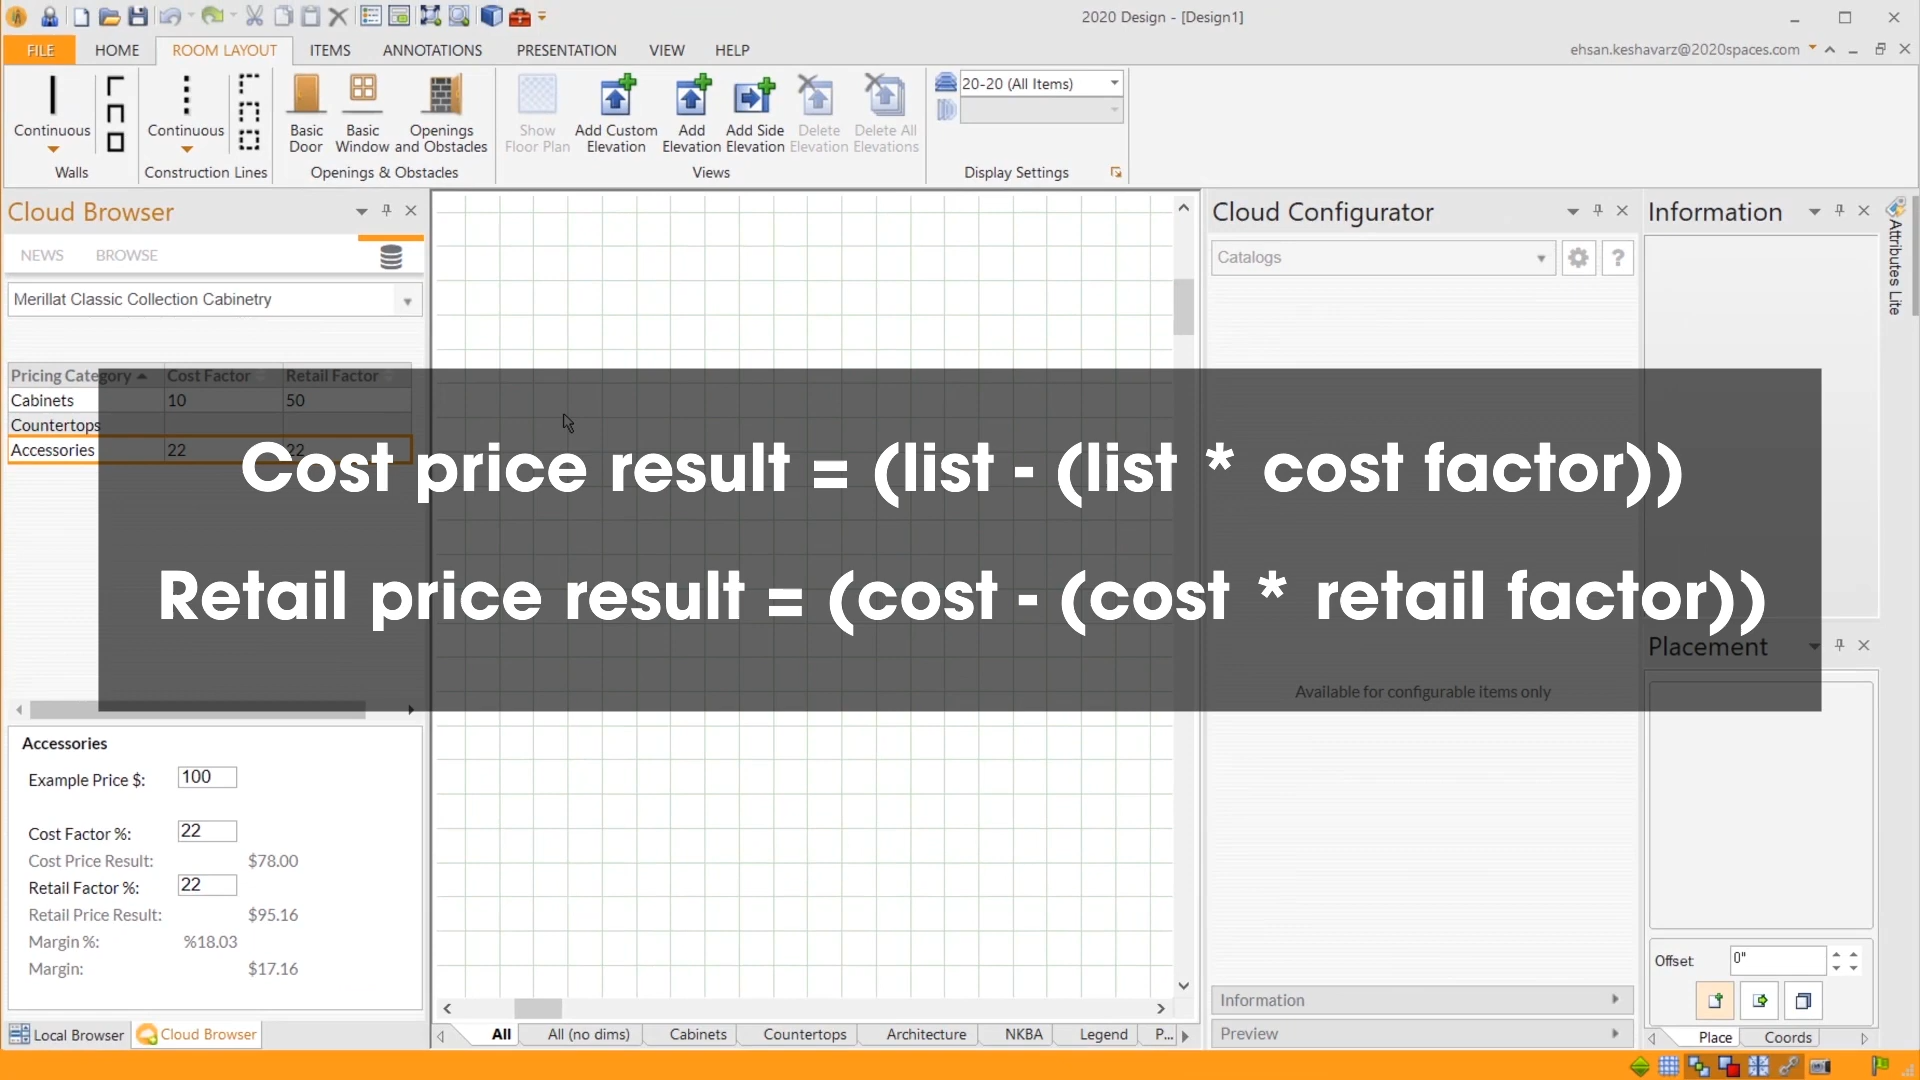 2020 Design - [Design1]
FILE HOME ROOM LAYOUT ITEMS ANNOTATIONS PRESENTATION VIEW HELP
ehsan.keshavarz@2020spaces.com
Continuous
Walls
Continuous
Construction Lines
Basic Door
Basic Window
Openings and Obstacles
Openings & Obstacles
Show Floor Plan
Add Custom Elevation
Add Elevation
Add Side Elevation
Delete Elevation
Delete All Elevations
Views
20-20 (All Items)
Display Settings
Cloud Browser
NEWS BROWSE
Merillat Classic Collection Cabinetry
Pricing Category Cost Factor Retail Factor
Cabinets 10 50
Countertops
Accessories 22 22
Cost price result = (list - (list * cost factor))
Retail price result = (cost - (cost * retail factor))
Accessories
Example Price $: 100
Cost Factor %: 22
Cost Price Result: $78.00
Retail Factor %: 22
Retail Price Result: $95.16
Margin %: %18.03
Margin: $17.16
Local Browser Cloud Browser
All All (no dims) Cabinets Countertops Architecture NKBA Legend P...
Cloud Configurator
Catalogs
?
Available for configurable items only
Information
Preview
Information
Attributes Lite
Placement
Offset 0"
Place Coords